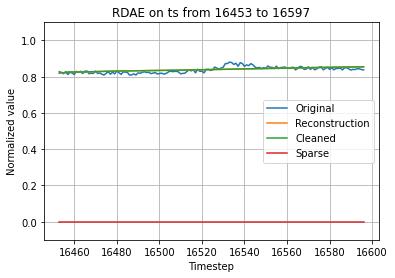 RDAE on ts from 16453 to 16597
1.0
0.8
0.6
0.4
0.2
0.0
Normalized value
Original
Reconstruction
Cleaned
Sparse
16460 16480 16500 16520 16540 16560 16580 16600
Timestep